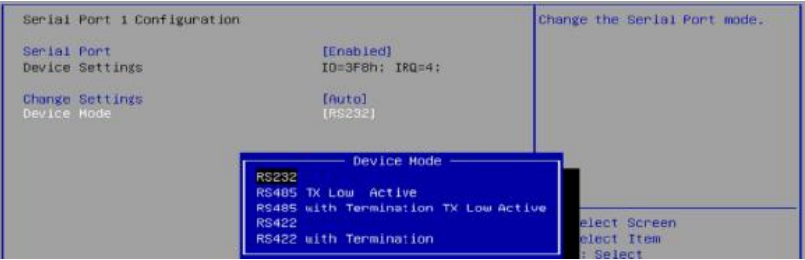 Serial Port 1 Configuration
Change the Serial Port mode.
Serial Port [Enabled]
Device Settings IO=3F8h; IRQ=4;
Change Settings [Auto]
Device Mode [RS232]
Device Mode
RS232
RS485 TX Low Active
RS485 with Termination TX Low Active
RS422
RS422 with Termination
elect Screen
elect Item
: Select